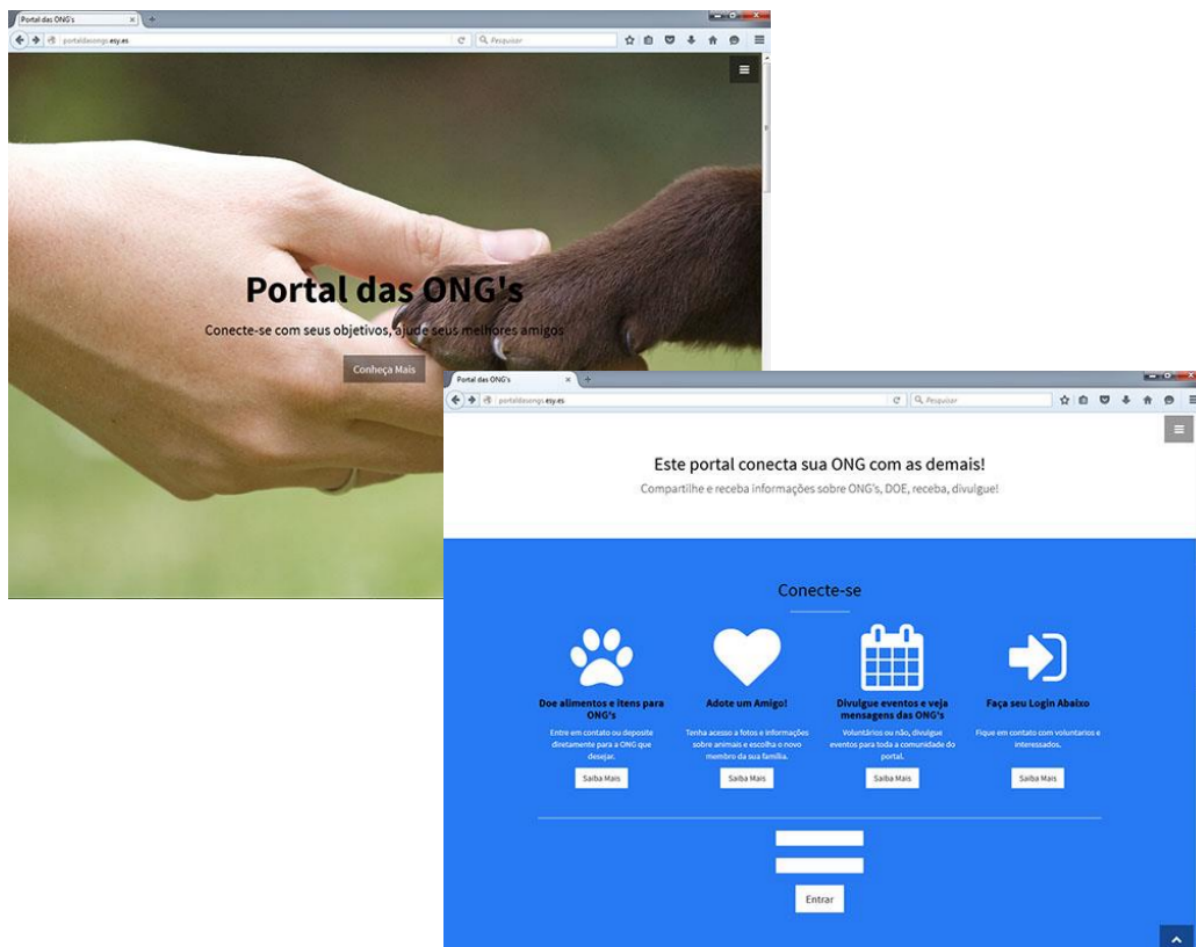 Portal das ONG's
portaldasongs.esy.es
Pesquisar
Portal das ONG's
Conecte-se com seus objetivos, ajude seus melhores amigos
Conheça Mais
Portal das ONG's
portaldasongs.esy.es
Pesquisar
Este portal conecta sua ONG com as demais!
Compartilhe e receba informações sobre ONG's, DOE, receba, divulgue!
Conecte-se
Doe alimentos e itens para
ONG's
Entre em contato ou deposite
diretamente para a ONG que
desejar.
Saiba Mais
Adote um Amigo!
Tenha acesso a fotos e informações
sobre animais e escolha o novo
membro da sua família.
Saiba Mais
Divulgue eventos e veja
mensagens das ONG's
Voluntários ou não, divulgue
eventos para toda a comunidade do
portal.
Saiba Mais
Faça seu Login Abaixo
Fique em contato com voluntarios e
interessados.
Saiba Mais
Entrar